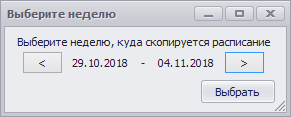 Выберите неделю
Выберите неделю, куда скопируется расписание
< 29.10.2018 - 04.11.2018 >
Выбрать